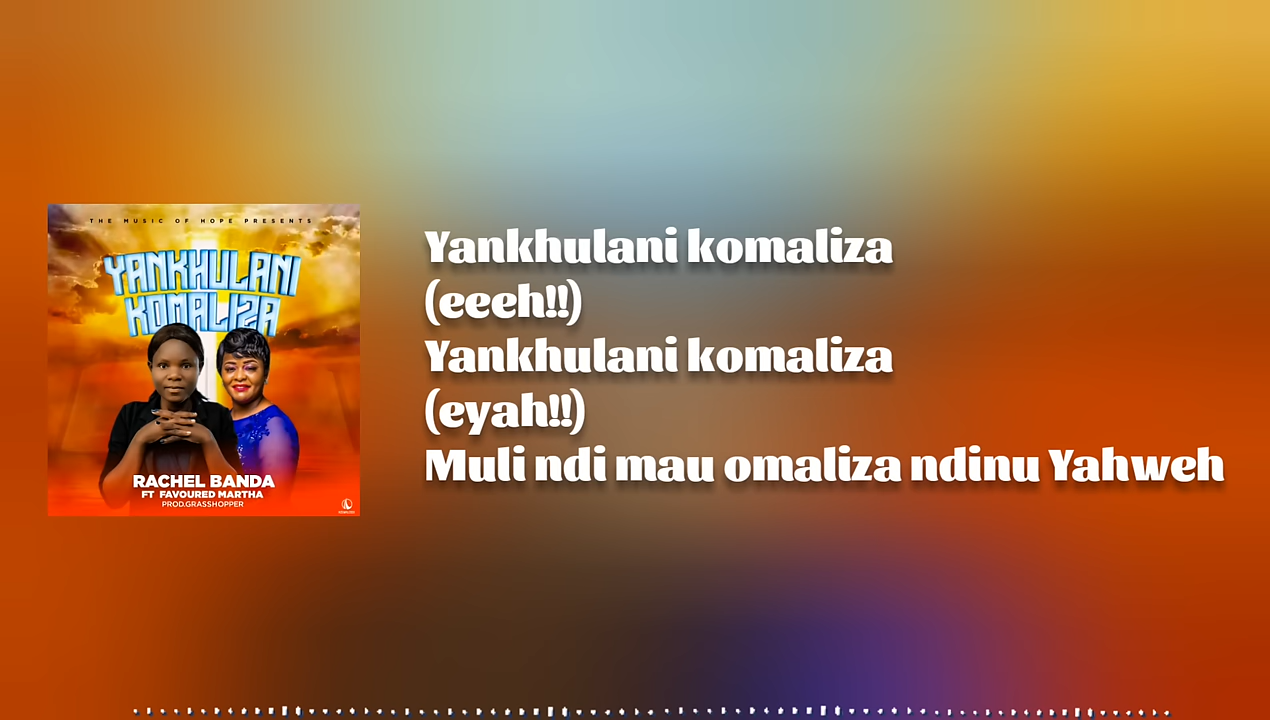 THE MUSIC OF HOPE PRESENTS
YANKHULANI
KOMALIZA
RACHEL BANDA
FT FAVOURED MARTHA
PROD.GRASSHOPPER
Yankhulani komaliza
(eeeh!!)
Yankhulani komaliza
(eyah!!)
Muli ndi mau omaliza ndinu Yahweh